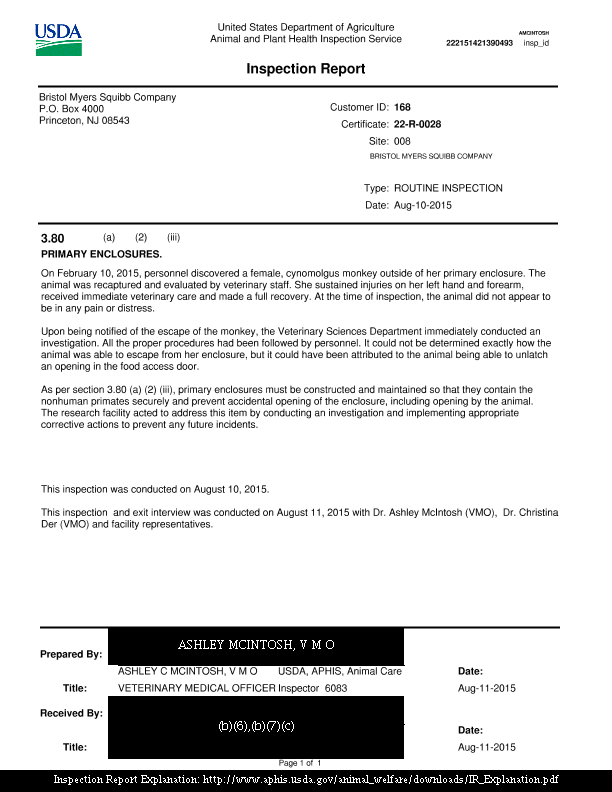 USDA
United States Department of Agriculture
Animal and Plant Health Inspection Service
AMCINTOSH
222151421390493 insp_id
Inspection Report
Bristol Myers Squibb Company
P.O. Box 4000
Princeton, NJ 08543
Customer ID: 168
Certificate: 22-R-0028
Site: 008
BRISTOL MYERS SQUIBB COMPANY
Type: ROUTINE INSPECTION
Date: Aug-10-2015
3.80 (a) (2) (iii)
PRIMARY ENCLOSURES.
On February 10, 2015, personnel discovered a female, cynomolgus monkey outside of her primary enclosure. The
animal was recaptured and evaluated by veterinary staff. She sustained injuries on her left hand and forearm,
received immediate veterinary care and made a full recovery. At the time of inspection, the animal did not appear to
be in any pain or distress.
Upon being notified of the escape of the monkey, the Veterinary Sciences Department immediately conducted an
investigation. All the proper procedures had been followed by personnel. It could not be determined exactly how the
animal was able to escape from her enclosure, but it could have been attributed to the animal being able to unlatch
an opening in the food access door.
As per section 3.80 (a) (2) (iii), primary enclosures must be constructed and maintained so that they contain the
nonhuman primates securely and prevent accidental opening of the enclosure, including opening by the animal.
The research facility acted to address this item by conducting an investigation and implementing appropriate
corrective actions to prevent any future incidents.
This inspection was conducted on August 10, 2015.
This inspection and exit interview was conducted on August 11, 2015 with Dr. Ashley McIntosh (VMO), Dr. Christina
Der (VMO) and facility representatives.
ASHLEY MCINTOSH, V M O
Prepared By:
ASHLEY C MCINTOSH, V M O USDA, APHIS, Animal Care Date:
Title: VETERINARY MEDICAL OFFICER Inspector 6083 Aug-11-2015
Received By:
(b)(6),(b)(7)(c)
Date:
Title: Aug-11-2015
Page 1 of 1
Inspection Report Explanation: http://www.aphis.usda.gov/animal_welfare/downloads/IR_Explanation.pdf